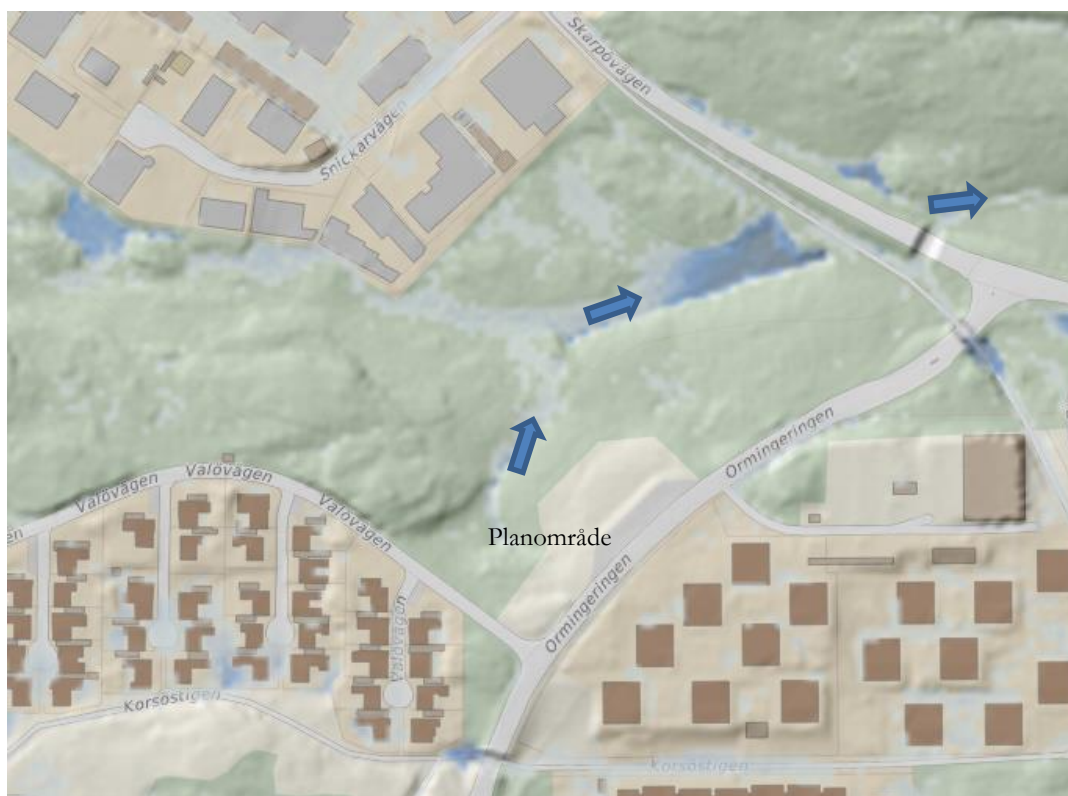 Skarpövägen
Snickarvägen
Ormingeringen
Valövägen
Valövägen
Valövägen
Planområde
Ormingeringen
Valövägen
Korsöstigen
Korsöstigen